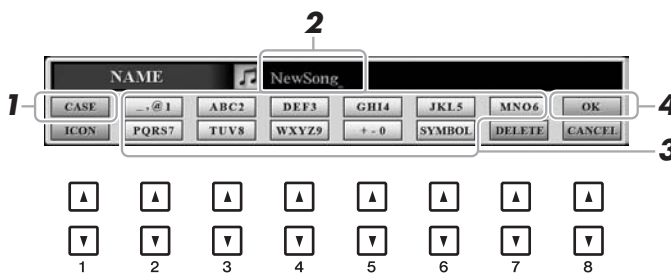 2
NAME NewSong_
1 CASE _.,@1 ABC2 DEF3 GHI4 JKL5 MNO6 OK 4
ICON PQRS7 TUV8 WXYZ9 + - 0 SYMBOL DELETE CANCEL
3
1 2 3 4 5 6 7 8